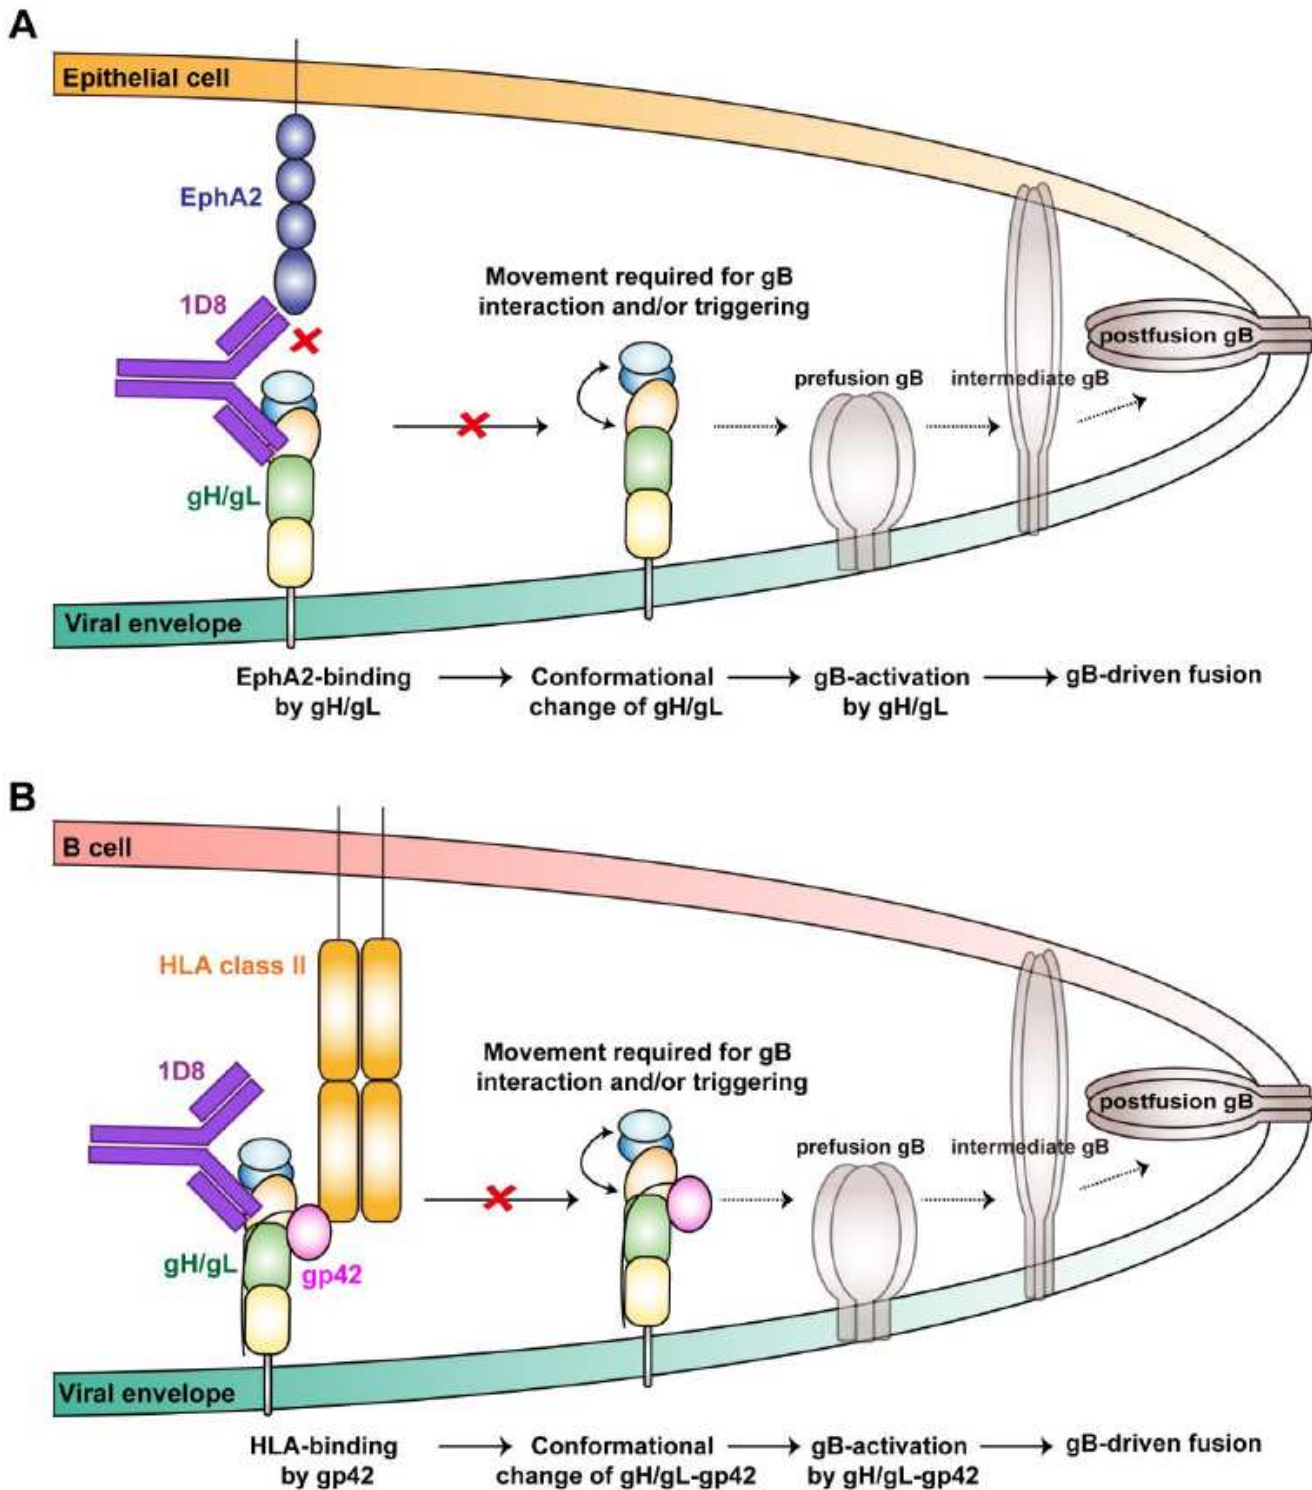 A
Epithelial cell
EphA2
1D8
Movement required for gB
interaction and/or triggering
prefusion gB
intermediate gB
postfusion gB
gH/gL
Viral envelope
EphA2-binding
by gH/gL
Conformational
change of gH/gL
gB-activation
by gH/gL
gB-driven fusion
B
B cell
HLA class II
1D8
Movement required for gB
interaction and/or triggering
prefusion gB
intermediate gB
postfusion gB
gH/gL
gp42
Viral envelope
HLA-binding
by gp42
Conformational
change of gH/gL-gp42
gB-activation
by gH/gL-gp42
gB-driven fusion